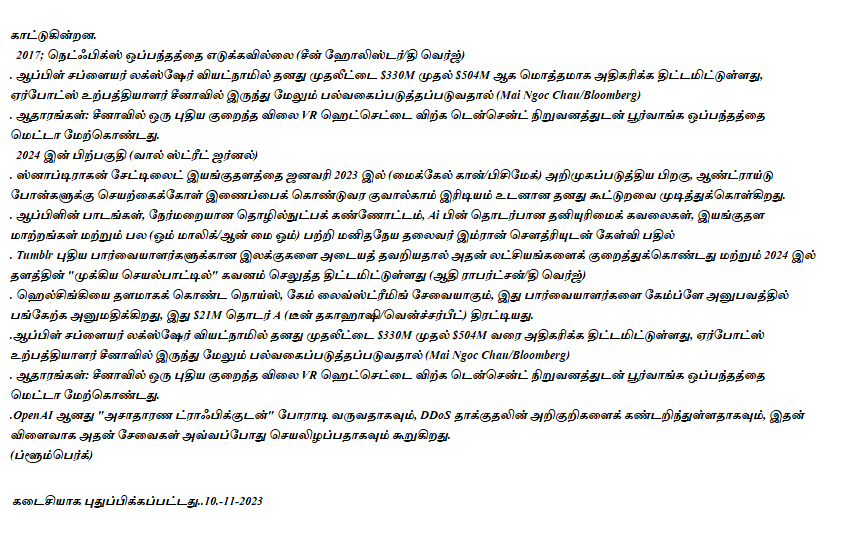 காட்டுகின்றன.
2017; நெட்ஃபிக்ஸ் ஒப்பந்தத்தை எடுக்கவில்லை (சீன் ஹோலிஸ்டர்/தி வெர்ஜ்)
. ஆப்பிள் சப்ளையர் லக்ஸ்ஷேர் வியட்நாமில் தனது முதலீட்டை $330M முதல் $504M ஆக மொத்தமாக அதிகரிக்க திட்டமிட்டுள்ளது,
ஏர்போட்ஸ் உற்பத்தியாளர் சீனாவில் இருந்து மேலும் பல்வகைப்படுத்தப்படுவதால் (Mai Ngoc Chau/Bloomberg)
. ஆதாரங்கள்: சீனாவில் ஒரு புதிய குறைந்த விலை VR ஹெட்செட்டை விற்க டென்சென்ட் நிறுவனத்துடன் பூர்வாங்க ஒப்பந்தத்தை
மெட்டா மேற்கொண்டது.
2024 இன் பிற்பகுதி (வால் ஸ்ட்ரீட் ஜர்னல்)
. ஸ்னாப்டிராகன் சேட்டிலைட் இயங்குதளத்தை ஜனவரி 2023 இல் (மைக்கேல் கான்/பிசிமேக்) அறிமுகப்படுத்திய பிறகு, ஆண்ட்ராய்டு
போன்களுக்கு செயற்கைக்கோள் இணைப்பைக் கொண்டுவர குவால்காம் இரிடியம் உடனான தனது கூட்டுறவை முடித்துக்கொள்கிறது.
. ஆப்பிளின் பாடங்கள், நேர்மறையான தொழில்நுட்பக் கண்ணோட்டம், Ai பின் தொடர்பான தனியுரிமைக் கவலைகள், இயங்குதள
மாற்றங்கள் மற்றும் பல (ஓம் மாலிக்/ஆன் மை ஓம்) பற்றி மனிதநேய தலைவர் இம்ரான் சௌத்ரியுடன் கேள்வி பதில்
. Tumblr புதிய பார்வையாளர்களுக்கான இலக்குகளை அடையத் தவறியதால் அதன் லட்சியங்களைக் குறைத்துக்கொண்டது மற்றும் 2024 இல்
தளத்தின் "முக்கிய செயல்பாட்டில்" கவனம் செலுத்த திட்டமிட்டுள்ளது (ஆதி ராபர்ட்சன்/தி வெர்ஜ்)
. ஹெல்சிங்கியை தளமாகக் கொண்ட நொய்ஸ், கேம் லைவ்ஸ்ட்ரீமிங் சேவையாகும், இது பார்வையாளர்களை கேம்ப்ளே அனுபவத்தில்
பங்கேற்க அனுமதிக்கிறது, இது $21M தொடர் A (டீன் தகாஹாஷி/வென்ச்சர்பீட்) திரட்டியது.
.ஆப்பிள் சப்ளையர் லக்ஸ்ஷேர் வியட்நாமில் தனது முதலீட்டை $330M முதல் $504M வரை அதிகரிக்க திட்டமிட்டுள்ளது, ஏர்போட்ஸ்
உற்பத்தியாளர் சீனாவில் இருந்து மேலும் பல்வகைப்படுத்தப்படுவதால் (Mai Ngoc Chau/Bloomberg)
. ஆதாரங்கள்: சீனாவில் ஒரு புதிய குறைந்த விலை VR ஹெட்செட்டை விற்க டென்சென்ட் நிறுவனத்துடன் பூர்வாங்க ஒப்பந்தத்தை
மெட்டா மேற்கொண்டது.
.OpenAI ஆனது "அசாதாரண ட்ராஃபிக்குடன்" போராடி வருவதாகவும், DDoS தாக்குதலின் அறிகுறிகளைக் கண்டறிந்துள்ளதாகவும், இதன்
விளைவாக அதன் சேவைகள் அவ்வப்போது செயலிழப்பதாகவும் கூறுகிறது.
(ப்ளூம்பெர்க்)
கடைசியாக புதுப்பிக்கப்பட்டது..10.-11-2023